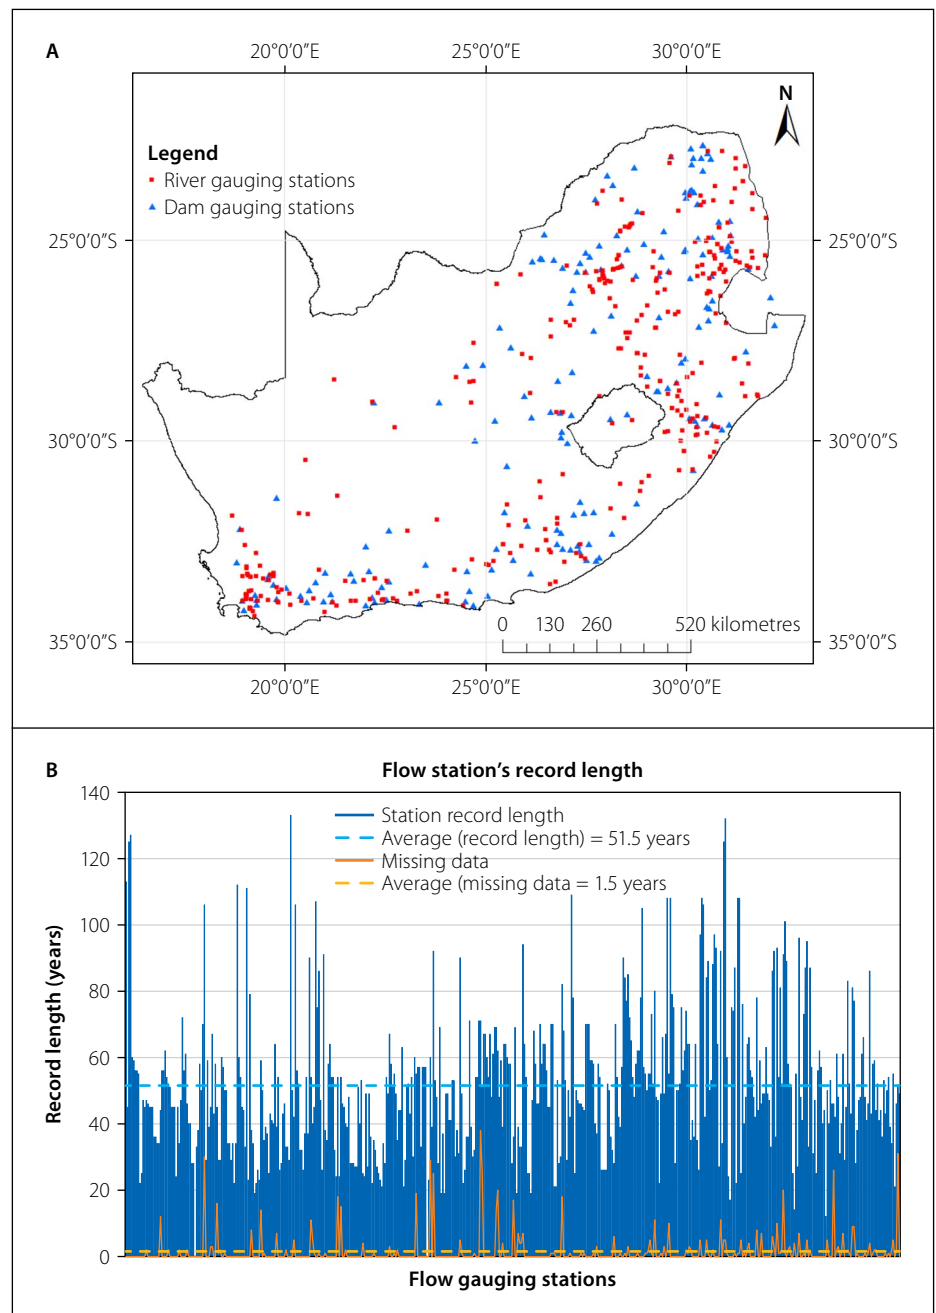 A
20°0′0″E 25°0′0″E 30°0′0″E
N
Legend
River gauging stations
Dam gauging stations
25°0′0″S 25°0′0″S
30°0′0″S 30°0′0″S
0 130 260 520 kilometres
35°0′0″S 35°0′0″S
20°0′0″E 25°0′0″E 30°0′0″E
B
Flow station’s record length
140
120
100
80
60
40
20
0
Record length (years)
Station record length
Average (record length) = 51.5 years
Missing data
Average (missing data = 1.5 years
Flow gauging stations